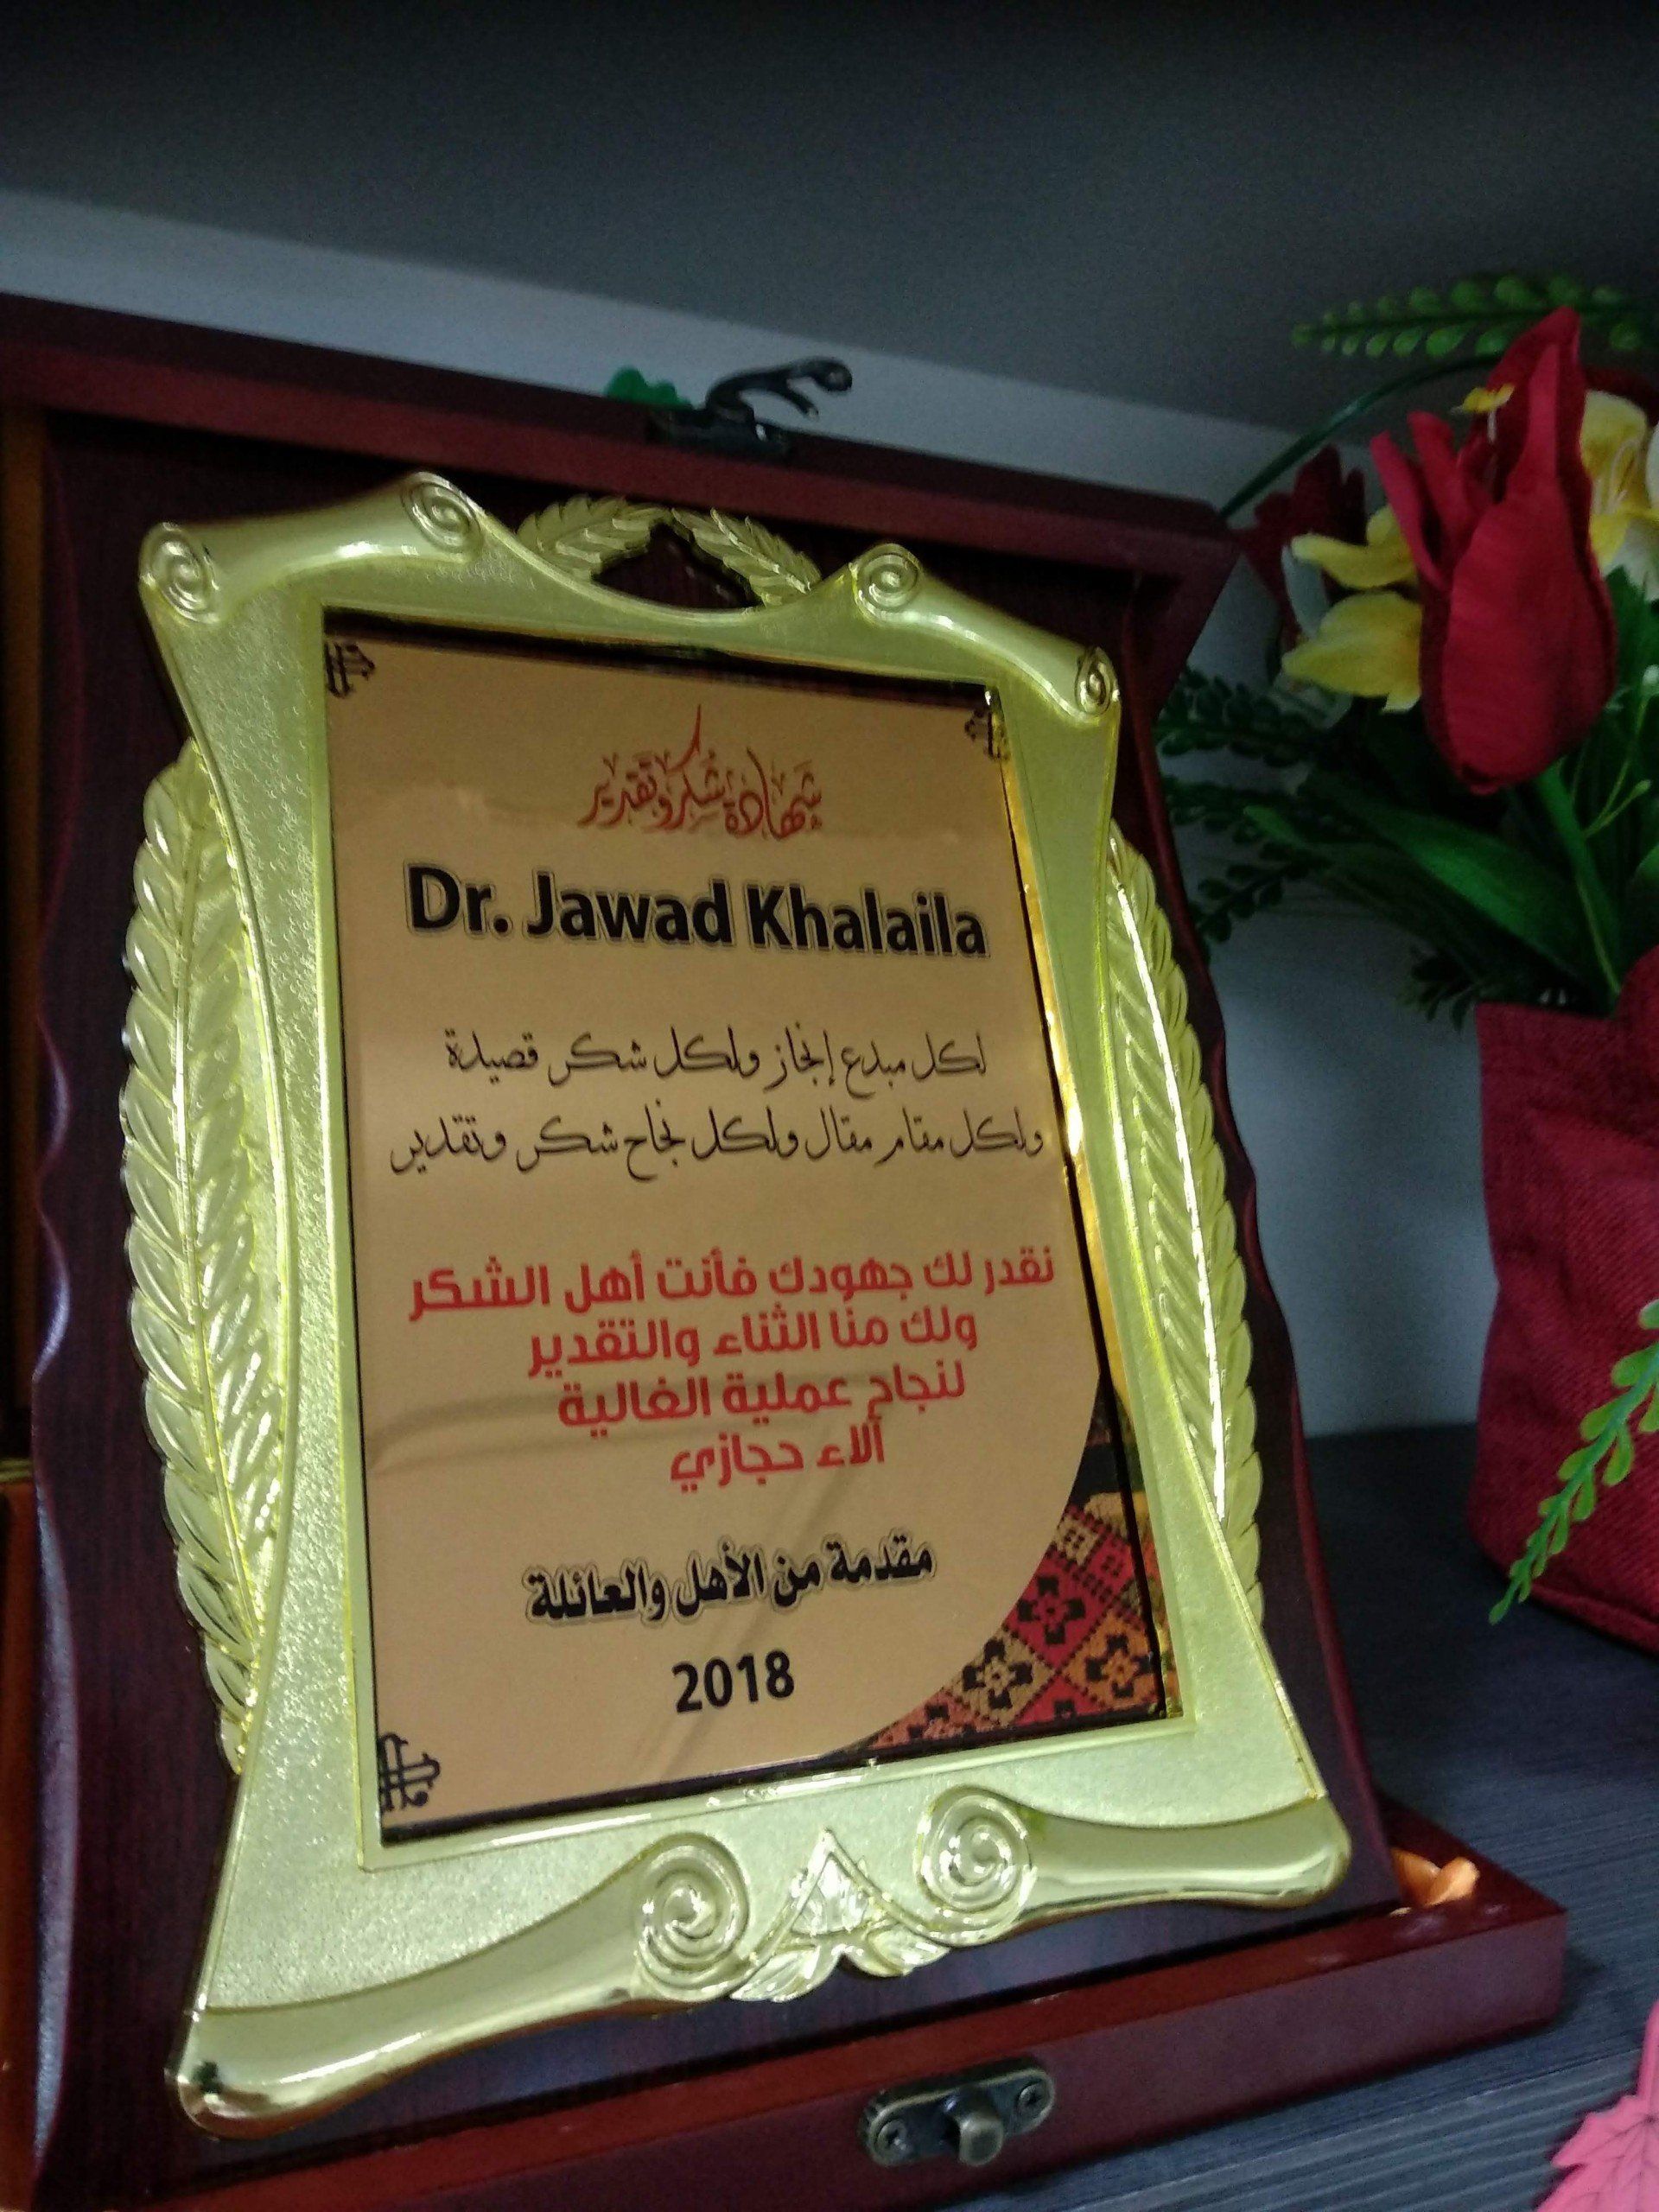 شهادة شكر وتقدير
Dr. Jawad Khalaila
لكل مبدع إنجاز ولكل شكر قصيدة
ولكل مقام مقال ولكل نجاح شكر وتقدير
نقدر لك جهودك فأنت أهل الشكر
ولك منا الثناء والتقدير
لنجاح عملية الغالية
آلاء حجازي
مقدمة من الأهل والعائلة
2018